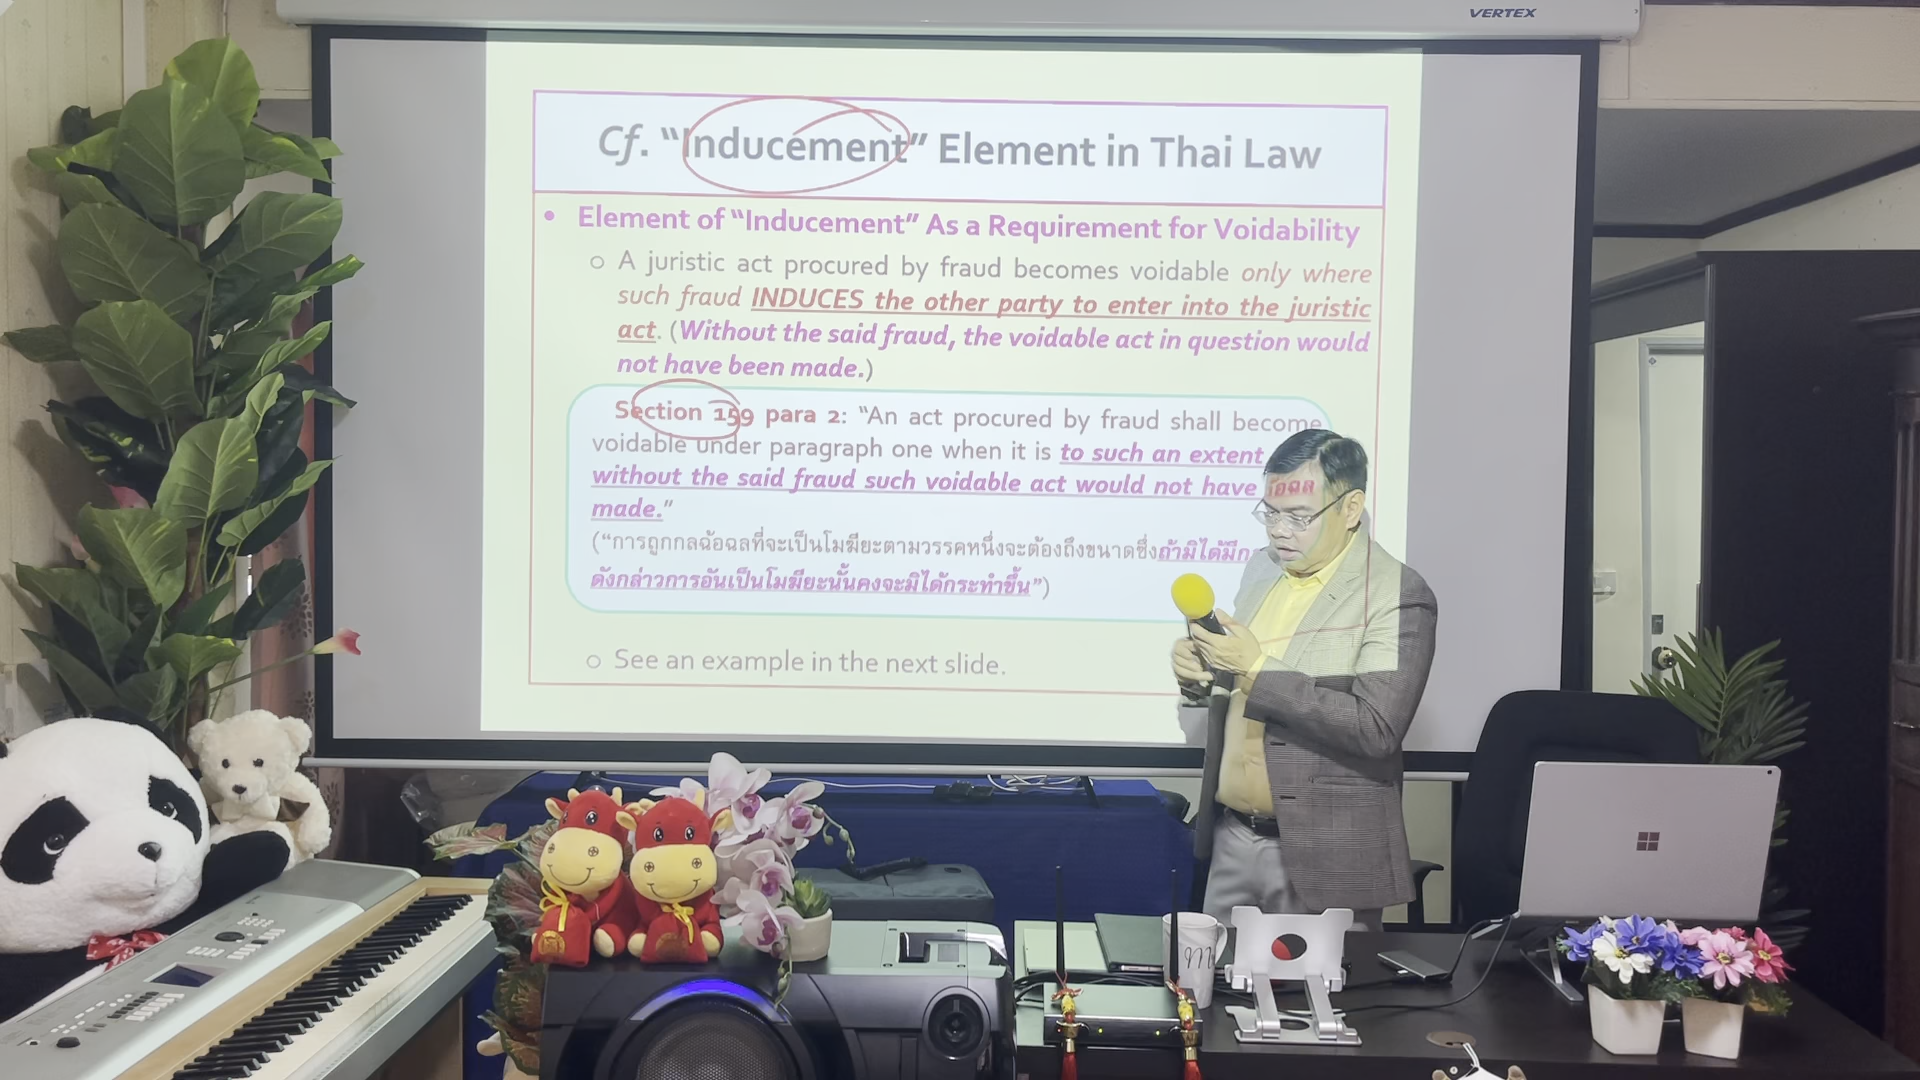 VERTEX
Cf. “Inducement” Element in Thai Law
• Element of “Inducement” As a Requirement for Voidability
○ A juristic act procured by fraud becomes voidable only where
such fraud INDUCES the other party to enter into the juristic
act. (Without the said fraud, the voidable act in question would
not have been made.)
Section 159 para 2: “An act procured by fraud shall become
voidable under paragraph one when it is to such an extent
without the said fraud such voidable act would not have
made.”
(“การถูกกลฉ้อฉลที่จะเป็นโมฆียะตามวรรคหนึ่งจะต้องถึงขนาดซึ่งถ้ามิได้มีก ้อฉล
ดังกล่าวการอันเป็นโมฆียะนั้นคงจะมิได้กระทำขึ้น”)
○ See an example in the next slide.